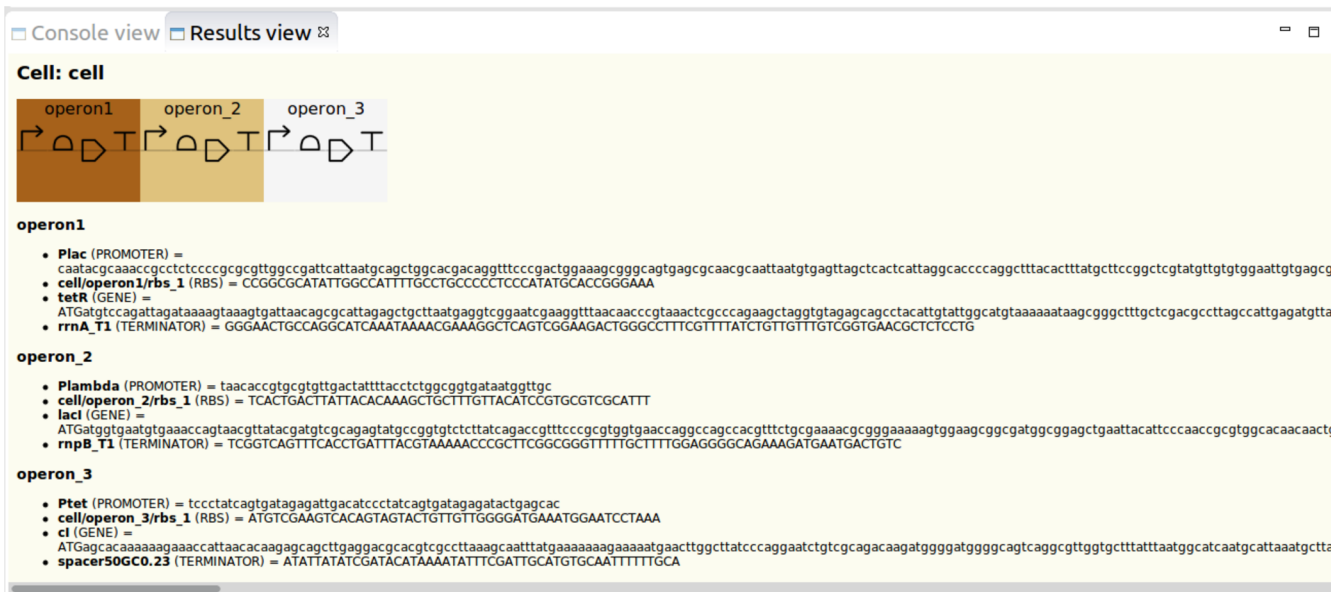 Console view Results view
Cell: cell
operon1 operon_2 operon_3
operon1
Plac (PROMOTER) =
caatacgcaaaccgcctctccccgcgcgttggccgattcattaatgcagctggcacgacaggtttcccgactggaaagcgggcagtgagcgcaacgcaattaatgtgagttagctcactcattaggcaccccaggctttacactttatgcttccggctcgtatgttgtgtggaattgtgagcg
cell/operon1/rbs_1 (RBS) = CCGGCGCATATTGGCCATTTTGCCTGCCCCCTCCCATATGCACCGGGAAA
tetR (GENE) =
ATGatgtccagattagataaaagtaaagtgattaacagcgcattagagctgcttaatgaggtcggaatcgaaggtttaacaacccgtaaactcgcccagaagctaggtgtagagcagcctacattgtattggcatgtaaaaaataagcgggctttgctcgacgccttagccattgagatgtta
rrnA_T1 (TERMINATOR) = GGGAACTGCCAGGCATCAAATAAAACGAAAGGCTCAGTCGGAAGACTGGGCCTTTCGTTTTATCTGTTGTTTGTCGGTGAACGCTCTCCTG
operon_2
Plambda (PROMOTER) = taacaccgtgcgtgttgactattttacctctggcggtgataatggttgc
cell/operon_2/rbs_1 (RBS) = TCACTGACTTATTACACAAAGCTGCTTTGTTACATCCGTGCGTCGCATTT
lacI (GENE) =
ATGatggtgaatgtgaaaccagtaacgttatacgatgtcgcagagtatgccggtgtctcttatcagaccgtttcccgcgtggtgaaccaggccagccacgtttctgcgaaaacgcgggaaaaagtggaagcggcgatggcggagctgaattacattcccaaccgcgtggcacaacaact
rnpB_T1 (TERMINATOR) = TCGGTCAGTTTCACCTGATTTACGTAAAAACCCGCTTCGGCGGGTTTTTGCTTTTGGAGGGGCAGAAAGATGAATGACTGTC
operon_3
Ptet (PROMOTER) = tccctatcagtgatagagattgacatccctatcagtgatagagatactgagcac
cell/operon_3/rbs_1 (RBS) = ATGTCGAAGTCACAGTAGTACTGTTGTTGGGGATGAAATGGAATCCTAAA
cI (GENE) =
ATGagcacaaaaaagaaaccattaacacaagagcagcttgaggacgcacgtcgccttaaagcaatttatgaaaaaaagaaaaatgaacttggcttatcccaggaatctgtcgcagacaagatggggatggggcagtcaggcgttggtgctttatttaatggcatcaatgcattaaatgctta
spacer50GC0.23 (TERMINATOR) = ATATTATATCGATACATAAAATATTTCGATTGCATGTGCAATTTTTTGCA